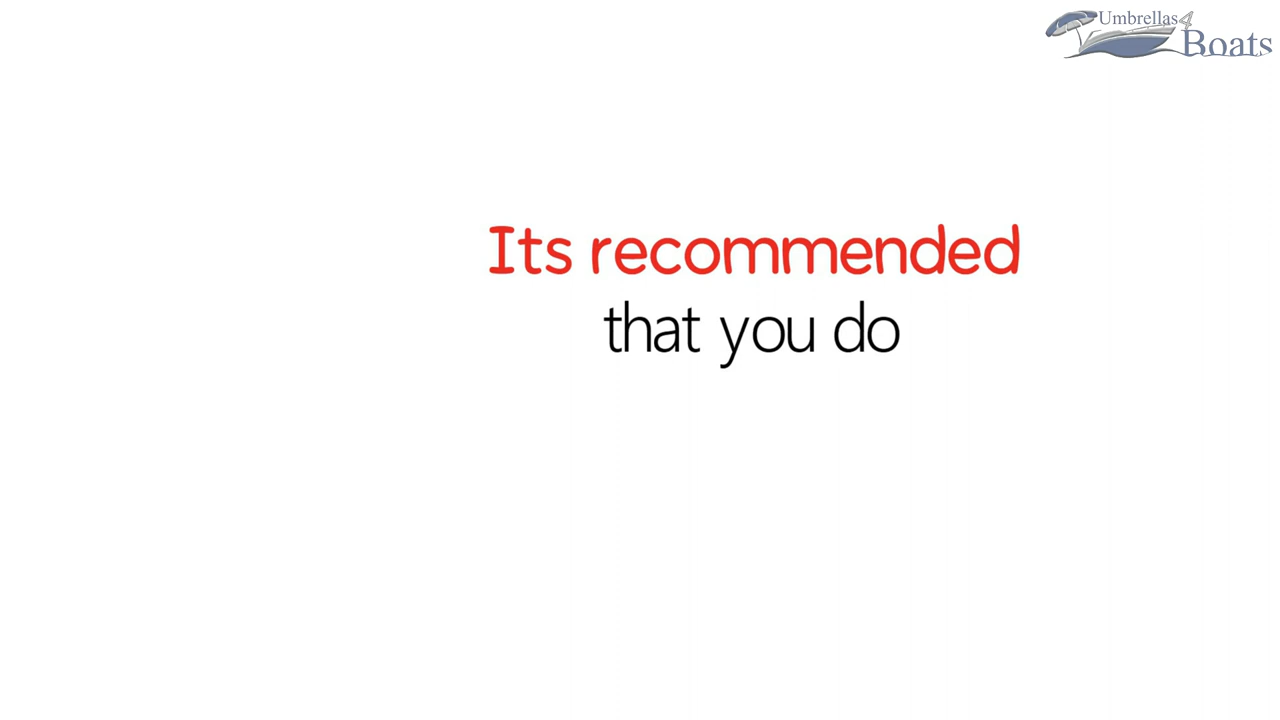 Umbrellas4
Boats
Its recommended
that you do